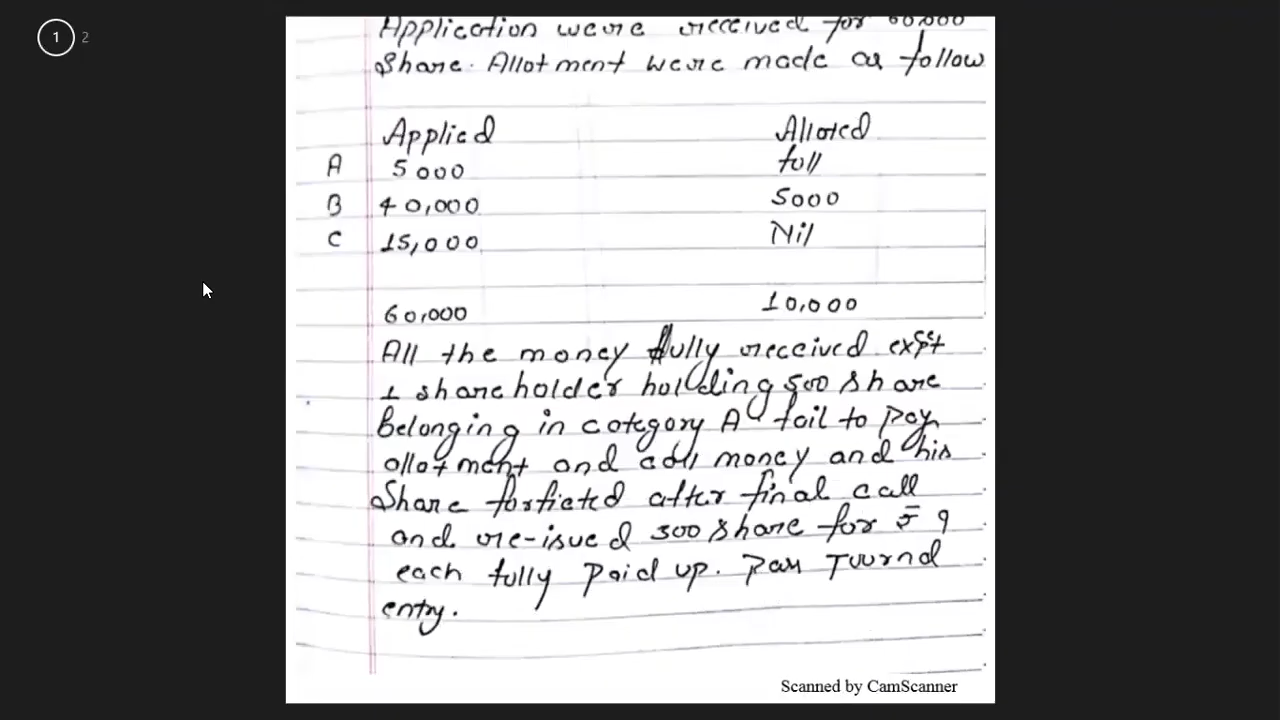 1 2
Application were received for 60,000
Share. Allotment were made as follow
Applied Alloted
A 5000 full
B 40,000 5000
C 15,000 Nil
60,000 10,000
All the money fully received expt
1 shareholder holding 500 share
Belonging in category A fail to pay
allotment and call money and his
Share forfieted after final call
and re-isued 300 share for ₹ 9
each fully paid up. Pass Journal
entry.
Scanned by CamScanner